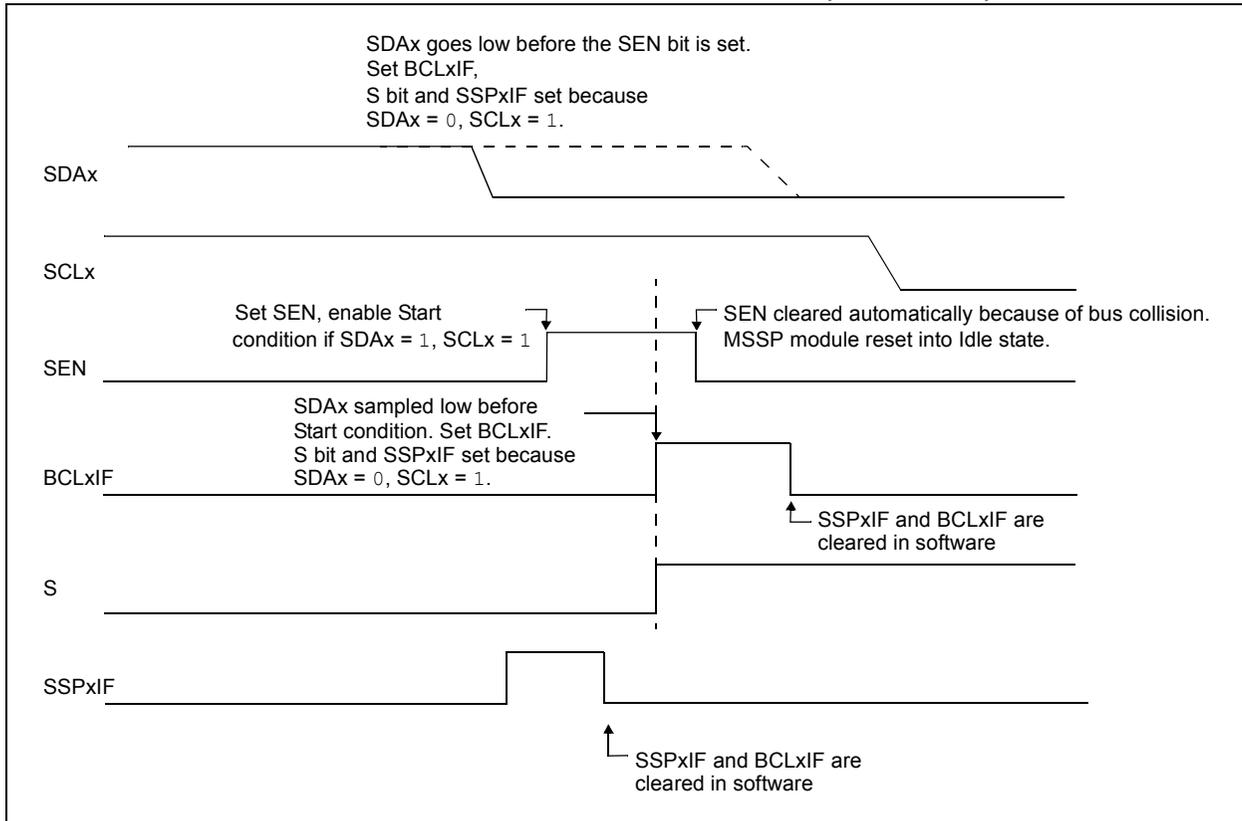 SDAx goes low before the SEN bit is set.
Set BCLxIF,
S bit and SSPxIF set because
SDAx = 0, SCLx = 1.
SDAx
SCLx
Set SEN, enable Start
condition if SDAx = 1, SCLx = 1
SEN cleared automatically because of bus collision.
MSSP module reset into Idle state.
SEN
SDAx sampled low before
Start condition. Set BCLxIF.
S bit and SSPxIF set because
SDAx = 0, SCLx = 1.
BCLxIF
SSPxIF and BCLxIF are
cleared in software
S
SSPxIF
SSPxIF and BCLxIF are
cleared in software